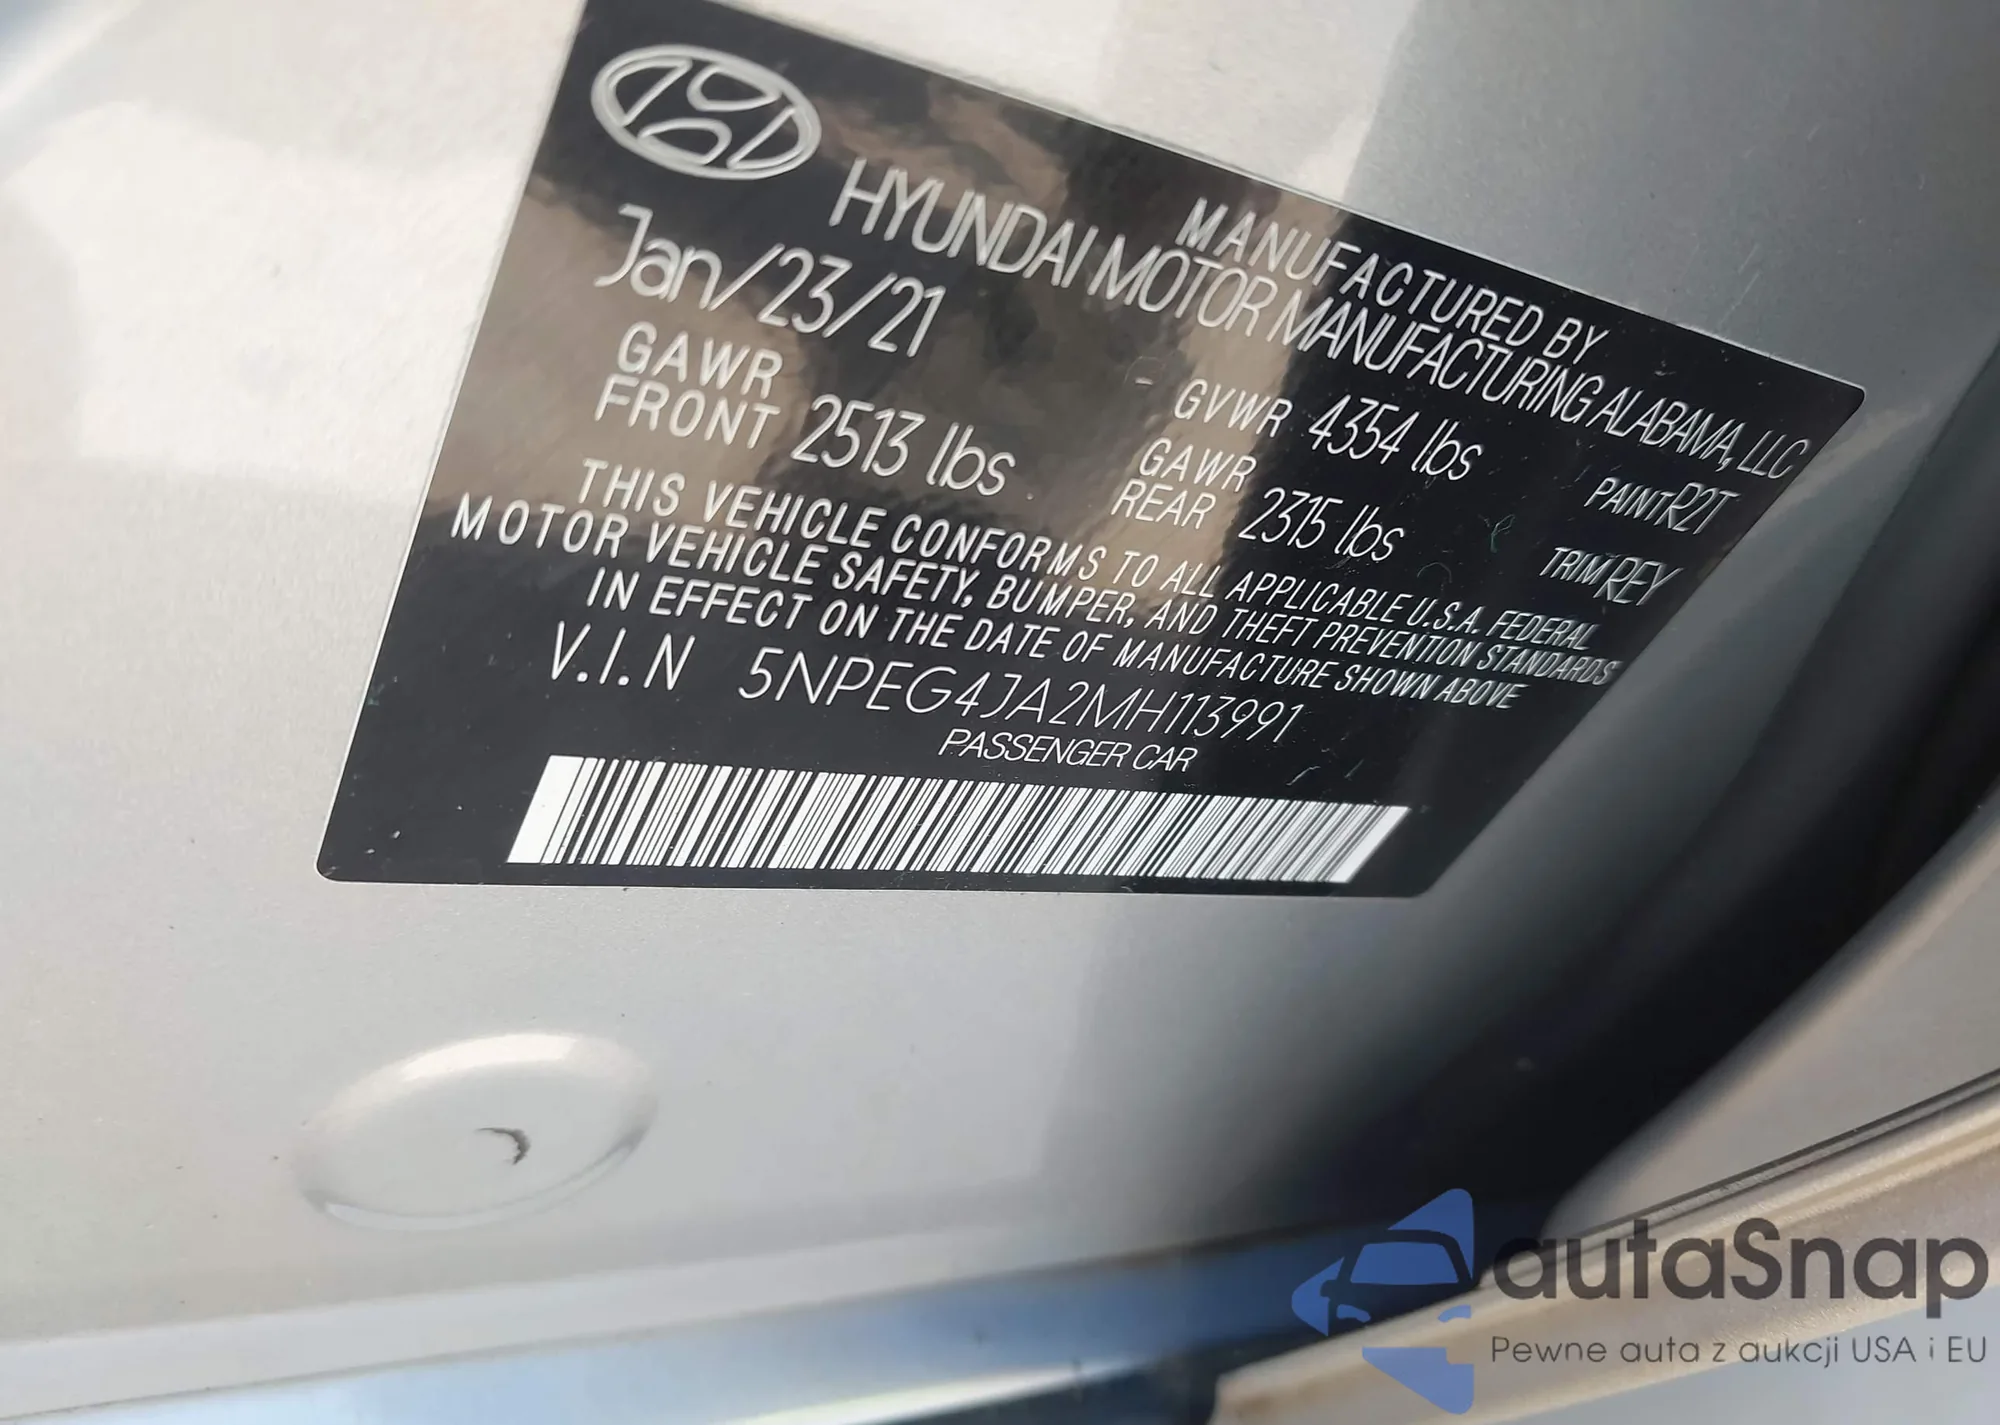 MANUFACTURED BY
HYUNDAI MOTOR MANUFACTURING ALABAMA, LLC
Jan/23/21
GVWR 4354 lbs
PAINT R2T
GAWR
FRONT 2513 lbs
GAWR
REAR 2315 lbs
TRIM REY
THIS VEHICLE CONFORMS TO ALL APPLICABLE U.S.A. FEDERAL
MOTOR VEHICLE SAFETY, BUMPER, AND THEFT PREVENTION STANDARDS
IN EFFECT ON THE DATE OF MANUFACTURE SHOWN ABOVE
V.I.N 5NPEG4JA2MH113991
PASSENGER CAR
autaSnap
Pewne auta z aukcji USA i EU